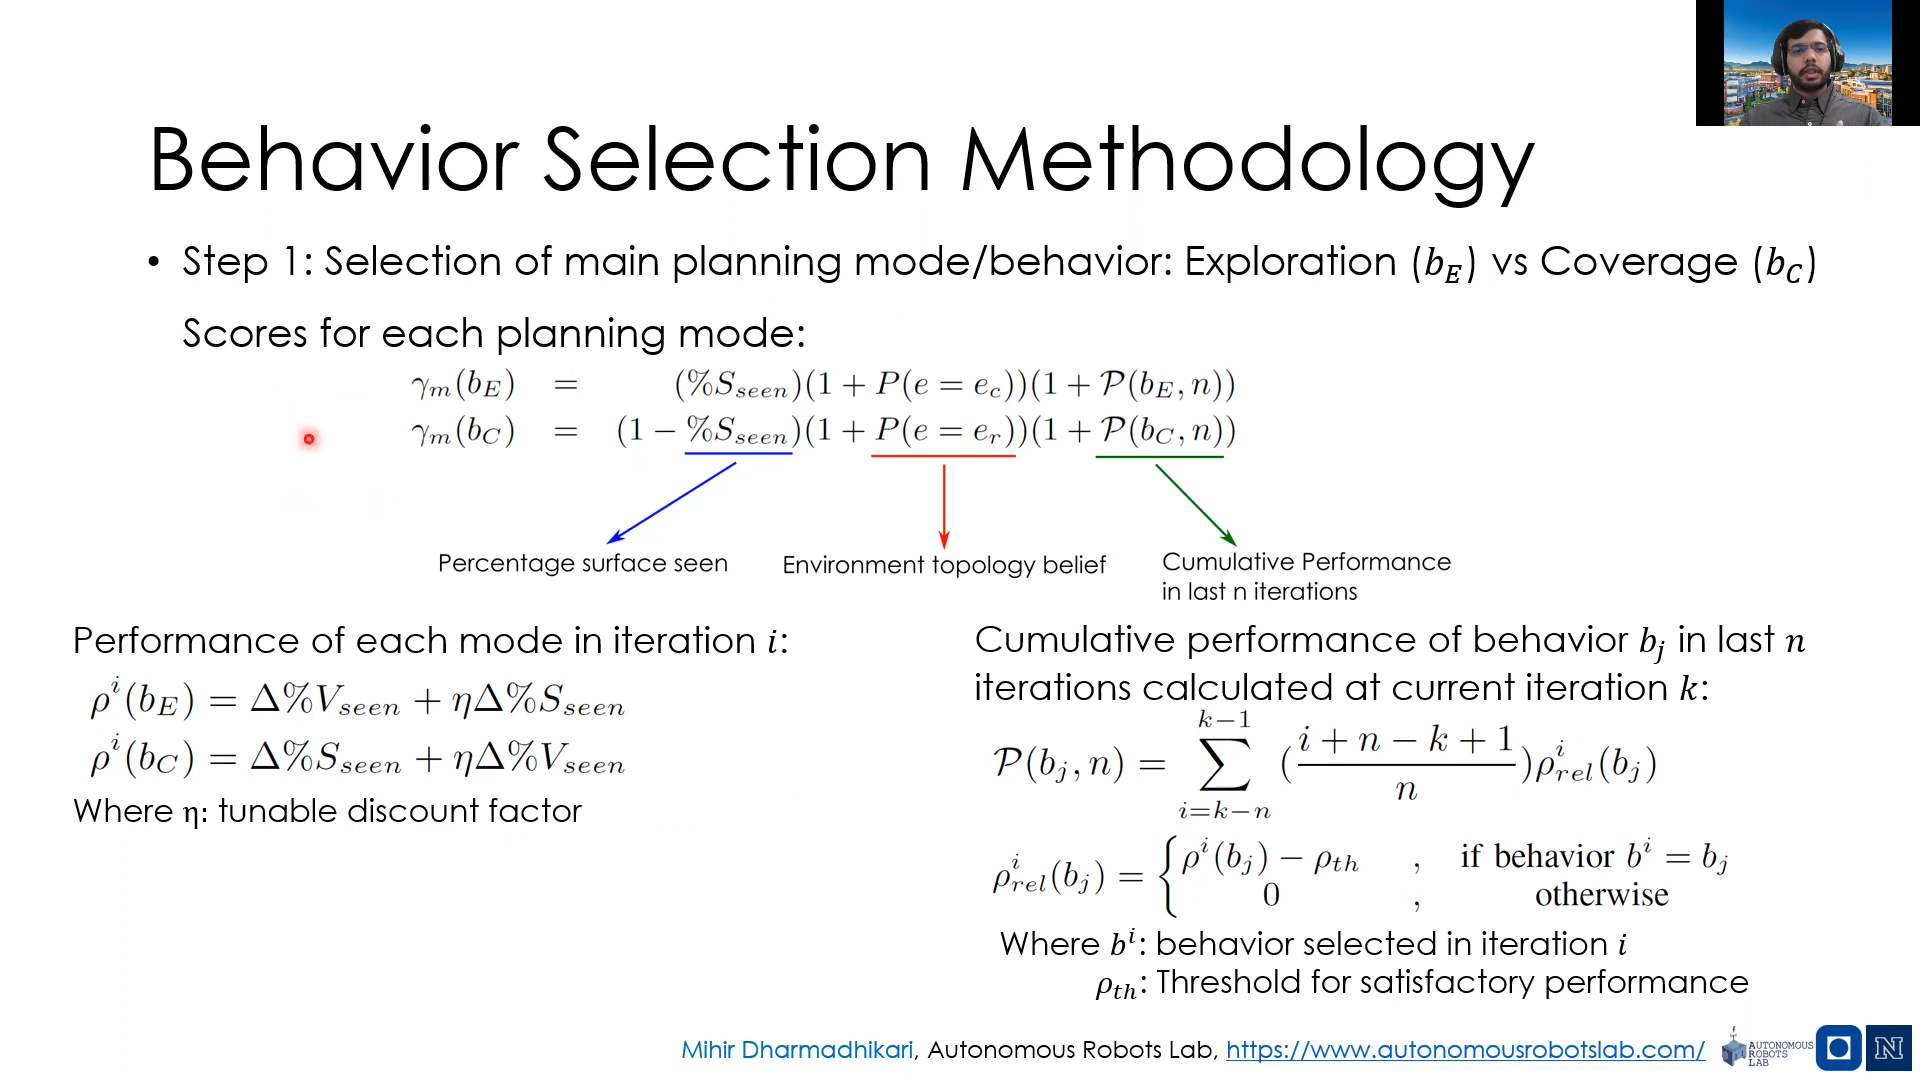 Behavior Selection Methodology
• Step 1: Selection of main planning mode/behavior: Exploration (b_E) vs Coverage (b_C)
Scores for each planning mode:
γ_m(b_E) = (%S_seen)(1 + P(e = e_c))(1 + 𝒫(b_E, n))
γ_m(b_C) = (1 − %S_seen)(1 + P(e = e_r))(1 + 𝒫(b_C, n))
Percentage surface seen
Environment topology belief
Cumulative Performance
in last n iterations
Performance of each mode in iteration i:
ρ^i(b_E) = Δ%V_seen + ηΔ%S_seen
ρ^i(b_C) = Δ%S_seen + ηΔ%V_seen
Where η: tunable discount factor
Cumulative performance of behavior b_j in last n
iterations calculated at current iteration k:
𝒫(b_j, n) = ∑_{i=k−n}^{k−1} ((i + n − k + 1)/n)ρ^i_rel(b_j)
ρ^i_rel(b_j) = { ρ^i(b_j) − ρ_th , if behavior b^i = b_j
0 , otherwise
Where b^i: behavior selected in iteration i
ρ_th: Threshold for satisfactory performance
Mihir Dharmadhikari, Autonomous Robots Lab, https://www.autonomousrobotslab.com/
AUTONOMOUS
ROBOTS
LAB
N